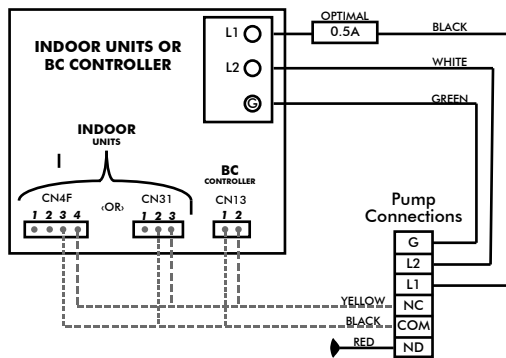 INDOOR UNITS OR
BC CONTROLLER
L1
L2
G
OPTIMAL
0.5A
BLACK
WHITE
GREEN
INDOOR
UNITS
BC
CONTROLLER
CN4F
‹OR›
CN31
CN13
1 2 3 4
1 2 3
1 2
Pump
Connections
G
L2
L1
NC
COM
ND
YELLOW
BLACK
RED